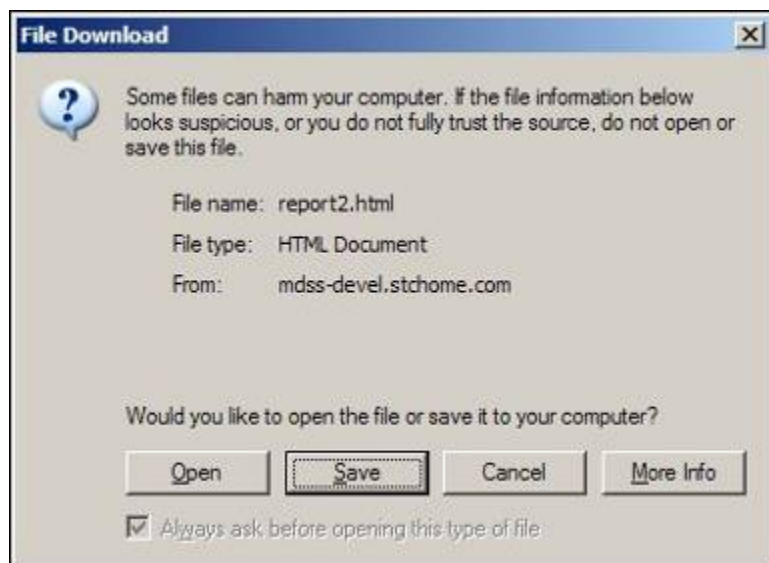 File Download
Some files can harm your computer. If the file information below
looks suspicious, or you do not fully trust the source, do not open or
save this file.
File name: report2.html
File type: HTML Document
From: mdss-devel.stchome.com
Would you like to open the file or save it to your computer?
Open Save Cancel More Info
Always ask before opening this type of file